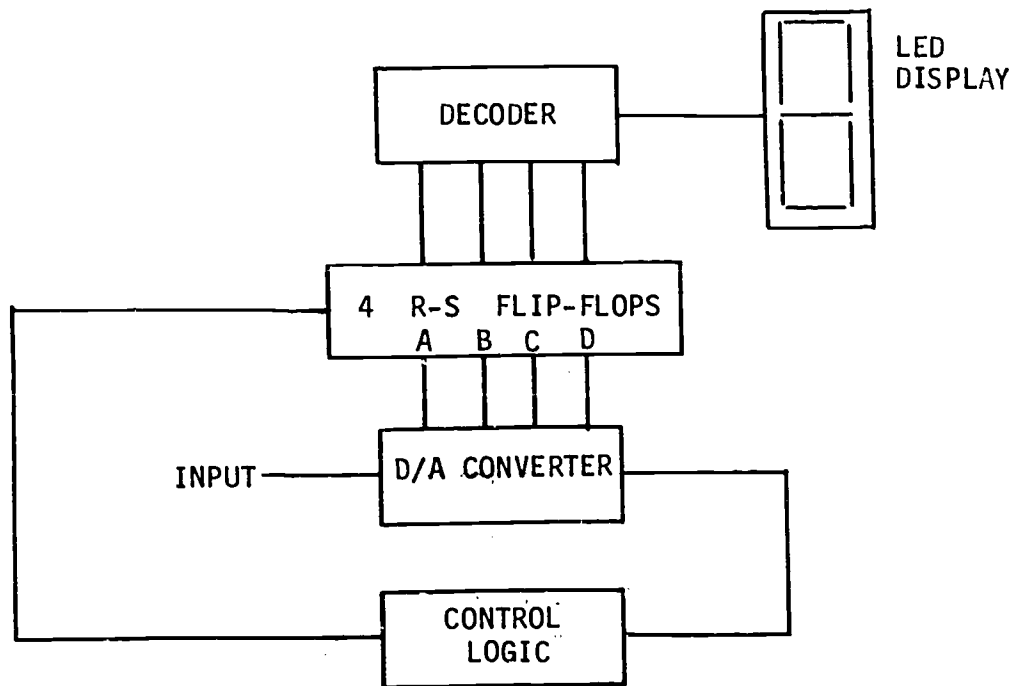 LED
DISPLAY
DECODER
4 R-S FLIP-FLOPS
A B C D
INPUT
D/A CONVERTER
CONTROL
LOGIC